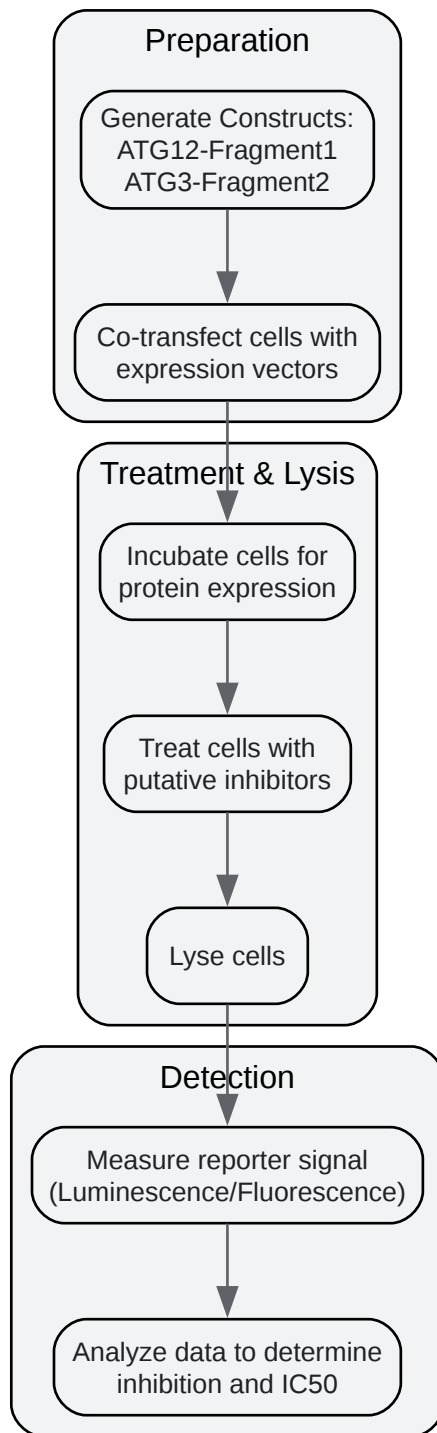 Preparation
Generate Constructs:
ATG12-Fragment1
ATG3-Fragment2
Co-transfect cells with
expression vectors
Treatment & Lysis
Incubate cells for
protein expression
Treat cells with
putative inhibitors
Lyse cells
Detection
Measure reporter signal
(Luminescence/Fluorescence)
Analyze data to determine
inhibition and IC50